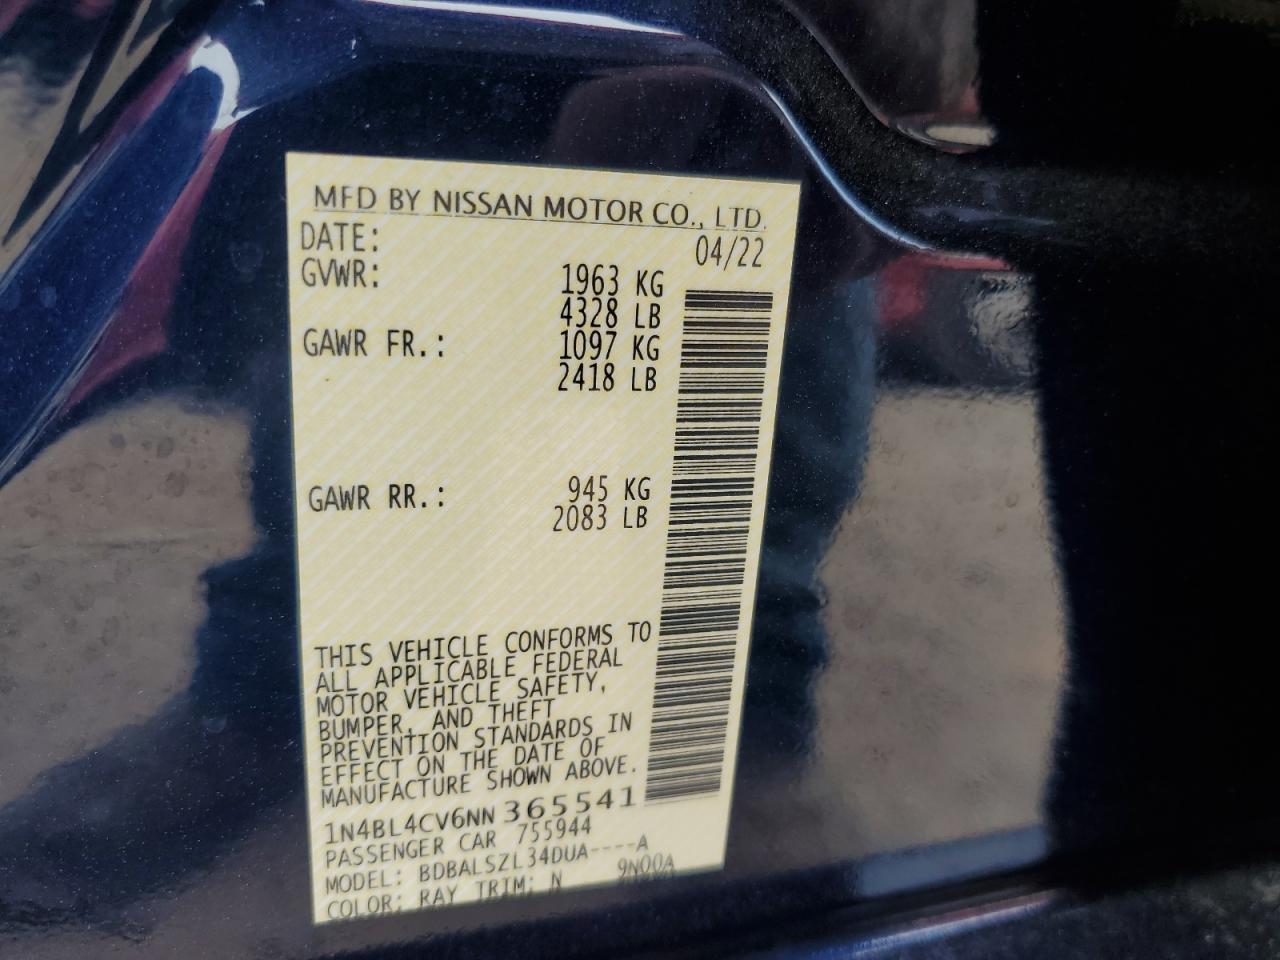 MFD BY NISSAN MOTOR CO., LTD.
DATE: 04/22
GVWR: 1963 KG
4328 LB
GAWR FR.: 1097 KG
2418 LB
GAWR RR.: 945 KG
2083 LB
THIS VEHICLE CONFORMS TO
ALL APPLICABLE FEDERAL
MOTOR VEHICLE SAFETY,
BUMPER, AND THEFT
PREVENTION STANDARDS IN
EFFECT ON THE DATE OF
MANUFACTURE SHOWN ABOVE.
1N4BL4CV6NN365541
PASSENGER CAR 755944
MODEL: BDBALSZL34DUA----A
COLOR: RAY TRIM: N 9N00A